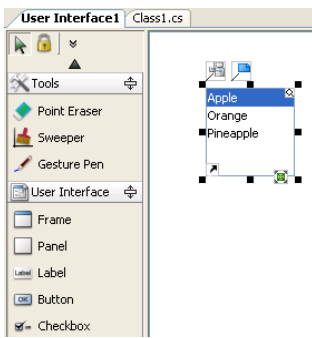 User Interface1 Class1.cs
Tools
Point Eraser
Sweeper
Gesture Pen
User Interface
Frame
Panel
Label Label
OK Button
Checkbox
Apple
Orange
Pineapple